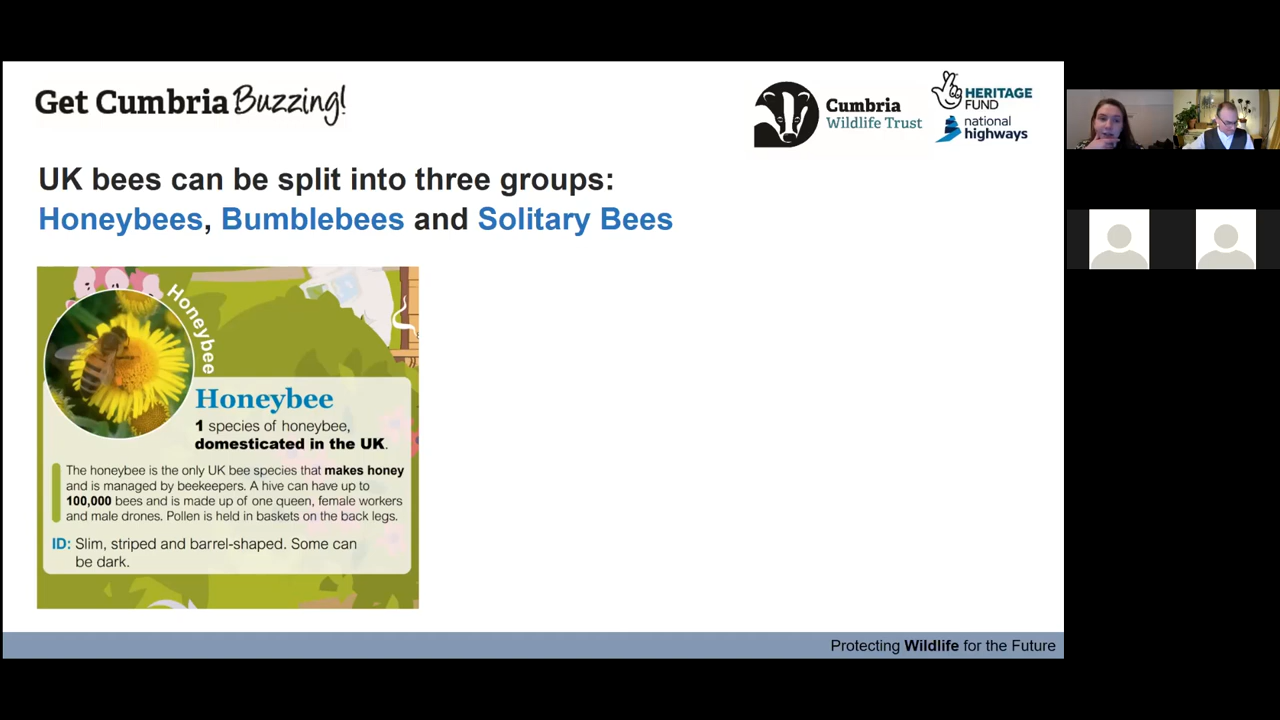 Get Cumbria Buzzing!
Cumbria
Wildlife Trust
HERITAGE
FUND
national
highways
UK bees can be split into three groups:
Honeybees, Bumblebees and Solitary Bees
Honeybee
Honeybee
1 species of honeybee,
domesticated in the UK.
The honeybee is the only UK bee species that makes honey
and is managed by beekeepers. A hive can have up to
100,000 bees and is made up of one queen, female workers
and male drones. Pollen is held in baskets on the back legs.
ID: Slim, striped and barrel-shaped. Some can
be dark.
Protecting Wildlife for the Future